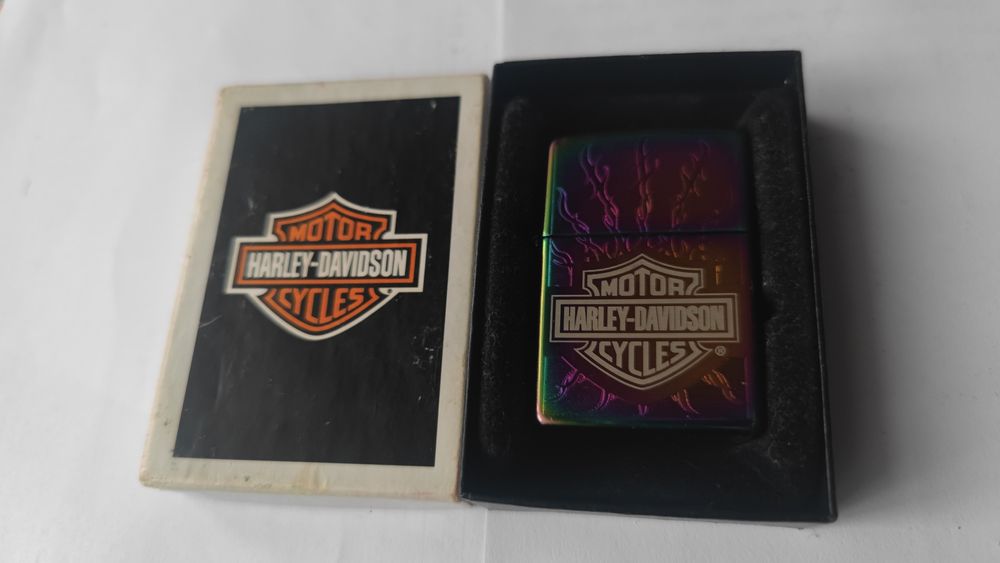 MOTOR
HARLEY-DAVIDSON
CYCLES
®
MOTOR
HARLEY-DAVIDSON
CYCLES
®